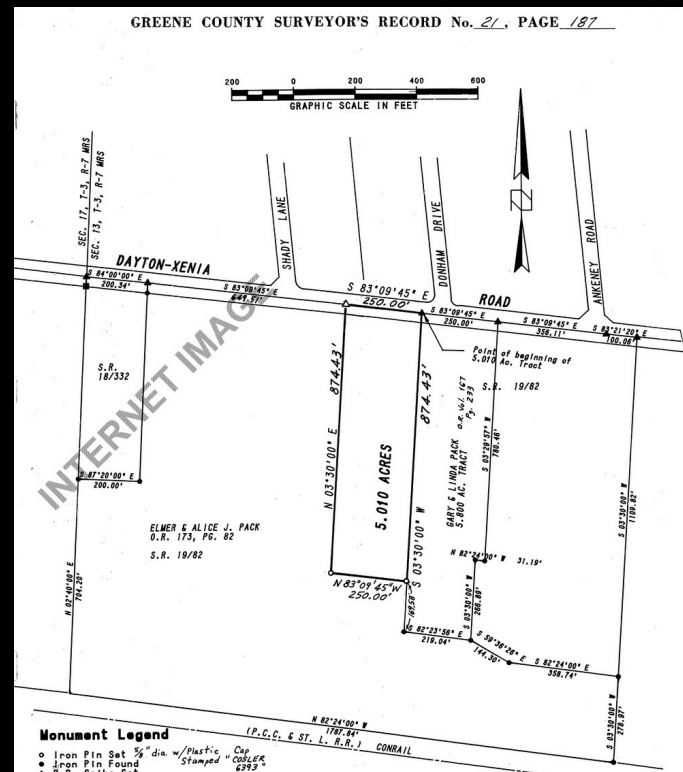 GREENE COUNTY SURVEYOR'S RECORD No. 21, PAGE 187
200 0 200 400 600
GRAPHIC SCALE IN FEET
SEC. 17, T-3, R-7 MRS
SEC. 13, T-3, R-7 MRS
SHADY LANE
DONHAM DRIVE
ANKENEY ROAD
N
DAYTON-XENIA
ROAD
S 84°00'00" E
200.34'
S 83°09'45" E
649.51'
S 83°09'45" E
250.00'
S 83°09'45" E
250.00'
S 83°09'45" E
356.11'
S 83°21'20" E
100.06'
Point of beginning of
5.010 Ac. Tract
S.R. 19/82
S.R.
18/332
N 03°30'00" E
874.43'
5.010 ACRES
874.43'
S 03°30'00" W
GARY & LINDA PACK
5.800 AC. TRACT
O.R. Vol. 167
Pg. 233
S 03°29'57" W
780.46'
S 03°30'00" W
1109.82'
S 87°20'00" E
200.00'
ELMER & ALICE J. PACK
O.R. 173, PG. 82
S.R. 19/82
N 02°40'00" E
704.20'
N 83°09'45" W
250.00'
169.58'
N 82°24'00" W 31.19'
S 03°30'00" W
266.89'
S 82°23'56" E
219.04'
S 59°36'26" E
144.30'
S 82°24'00" E
358.74'
S 03°30'00" W
278.97'
N 82°24'00" W
1787.84'
(P.C.C. & ST. L. R.R.) CONRAIL
INTERNET IMAGE
Monument Legend
Iron Pin Set 5/8" dia. w/Plastic Cap
Iron Pin Found Stamped "COSLER
6393"